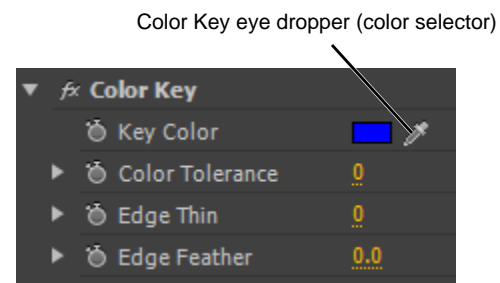 Color Key eye dropper (color selector)
fx Color Key
Key Color
Color Tolerance 0
Edge Thin 0
Edge Feather 0.0